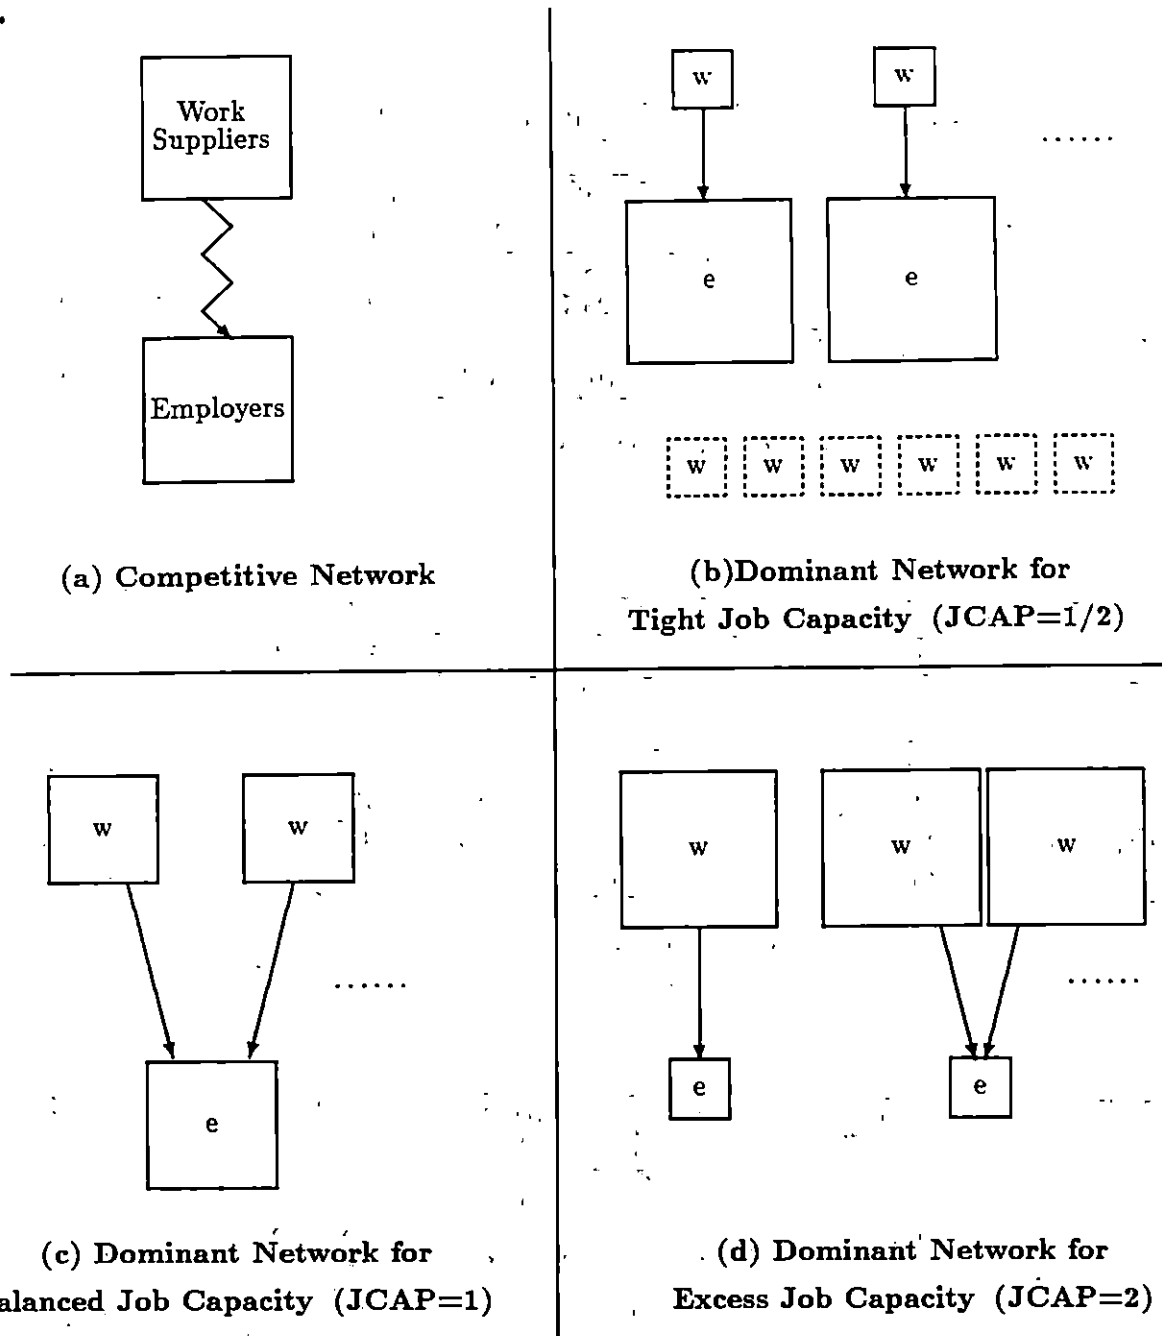 Work
Suppliers
Employers
(a) Competitive Network
w
w
......
e
e
w
w
w
w
w
w
(b)Dominant Network for
Tight Job Capacity (JCAP=1/2)
w
w
......
e
(c) Dominant Network for
alanced Job Capacity (JCAP=1)
w
w
w
......
e
e
(d) Dominant Network for
Excess Job Capacity (JCAP=2)